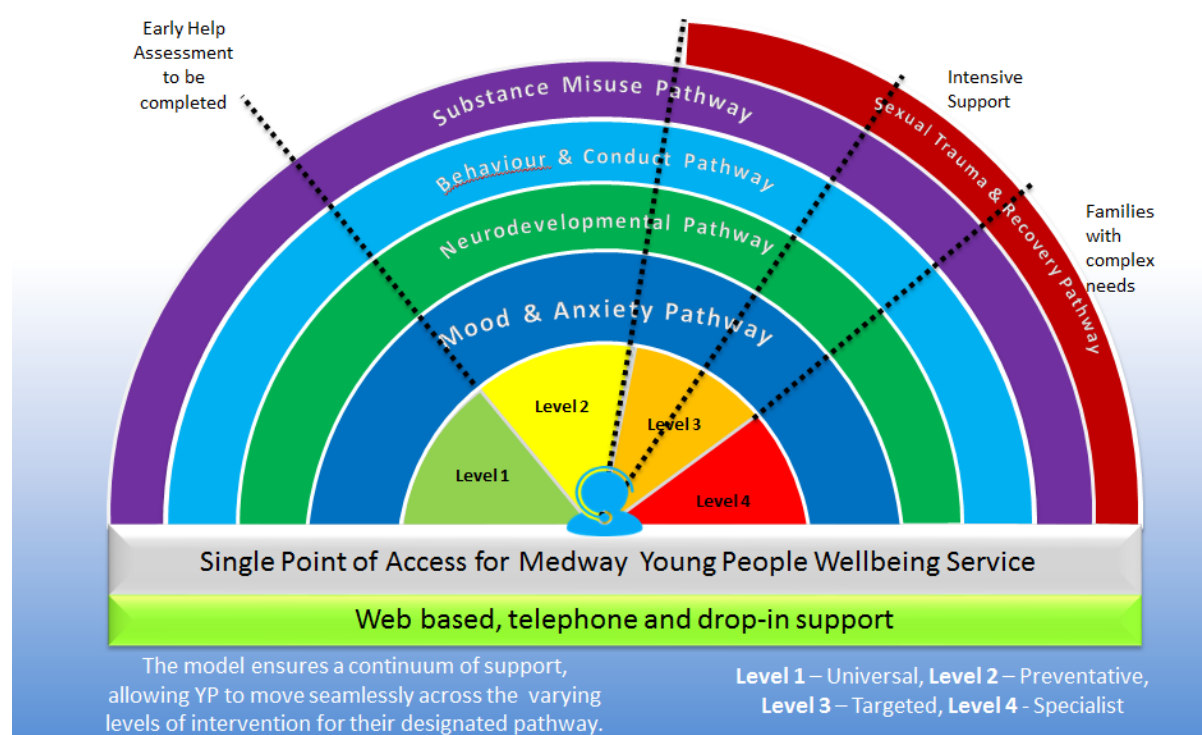 Early Help
Assessment
to be
completed
Substance Misuse Pathway
Behaviour & Conduct Pathway
Neurodevelopmental Pathway
Mood & Anxiety Pathway
Sexual Trauma & Recovery Pathway
Intensive
Support
Families
with
complex
needs
Level 1
Level 2
Level 3
Level 4
Single Point of Access for Medway Young People Wellbeing Service
Web based, telephone and drop-in support
The model ensures a continuum of support,
allowing YP to move seamlessly across the varying
levels of intervention for their designated pathway.
Level 1 – Universal, Level 2 – Preventative,
Level 3 – Targeted, Level 4 - Specialist